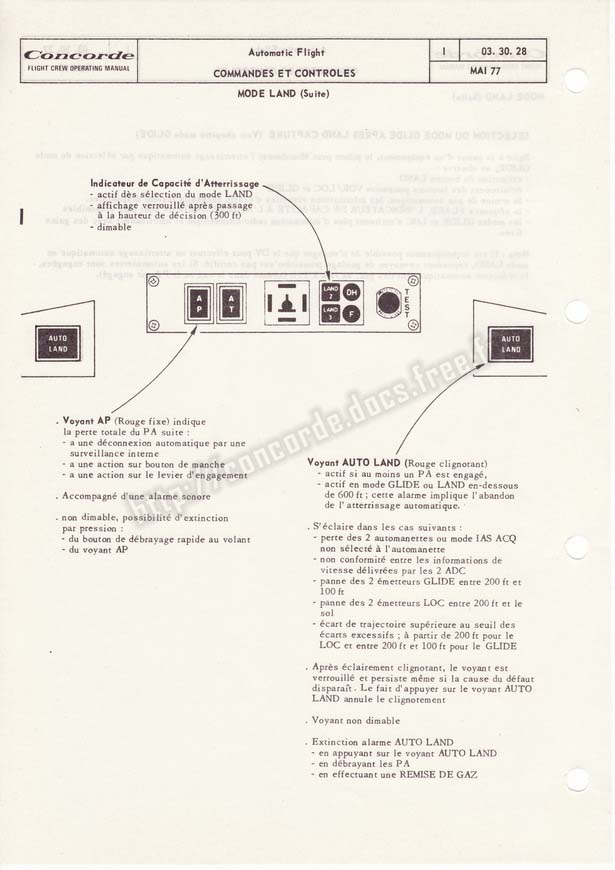 Concorde
FLIGHT CREW OPERATING MANUAL
Automatic Flight
COMMANDES ET CONTROLES
1
03. 30. 28
MAI 77
MODE LAND (Suite)
Indicateur de Capacité d'Atterrissage
- actif dès sélection du mode LAND
- affichage verrouillé après passage
à la hauteur de décision (300 ft)
- dimable
A P
A T
LAND 2
DH
LAND 3
F
TEST
AUTO LAND
AUTO LAND
. Voyant AP (Rouge fixe) indique
la perte totale du PA suite :
- a une déconnexion automatique par une
surveillance interne
- a une action sur bouton de manche
- a une action sur le levier d'engagement
. Accompagné d'une alarme sonore
. non dimable, possibilité d'extinction
par pression :
- du bouton de débrayage rapide au volant
- du voyant AP
Voyant AUTO LAND (Rouge clignotant)
- actif si au moins un PA est engagé,
- actif en mode GLIDE ou LAND en-dessous
de 600 ft ; cette alarme implique l'abandon
de l'atterrissage automatique.
. S'éclaire dans les cas suivants :
- perte des 2 automanettes ou mode IAS ACQ
non sélecté à l'automanette
- non conformité entre les informations de
vitesse délivrées par les 2 ADC
- panne des 2 émetteurs GLIDE entre 200 ft et
100 ft
- panne des 2 émetteurs LOC entre 200 ft et le
sol
- écart de trajectoire supérieure au seuil des
écarts excessifs ; à partir de 200 ft pour le
LOC et entre 200 ft et 100 ft pour le GLIDE
. Après éclairement clignotant, le voyant est
verrouillé et persiste même si la cause du défaut
disparaît. Le fait d'appuyer sur le voyant AUTO
LAND annule le clignotement
. Voyant non dimable
. Extinction alarme AUTO LAND
- en appuyant sur le voyant AUTO LAND
- en débrayant les PA
- en effectuant une REMISE DE GAZ
http://concorde.docs.free.f